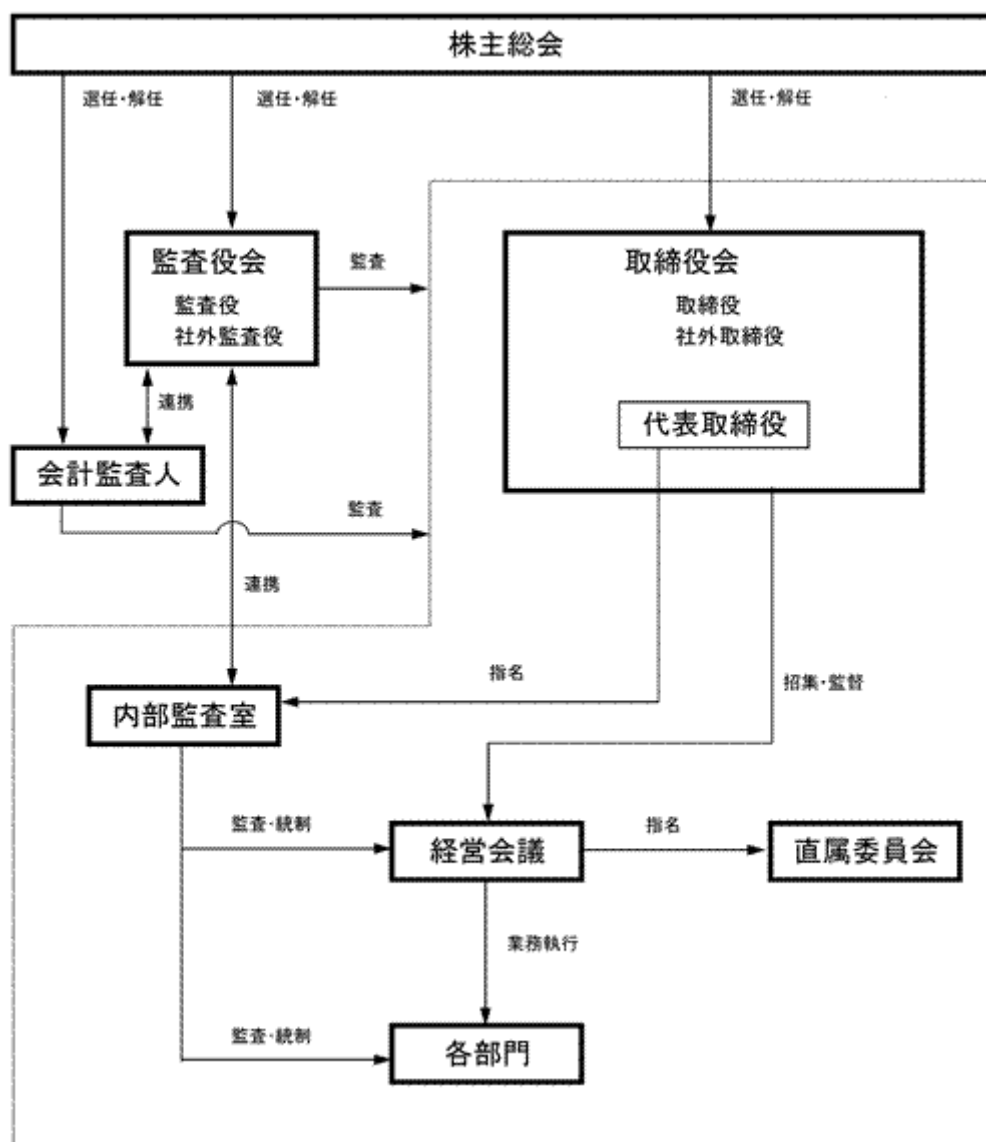 株主総会
選任・解任
選任・解任
選任・解任
監査役会
監査役
社外監査役
監査
取締役会
取締役
社外取締役
代表取締役
連携
会計監査人
監査
連携
指名
招集・監督
内部監査室
監査・統制
経営会議
指名
直属委員会
業務執行
監査・統制
各部門